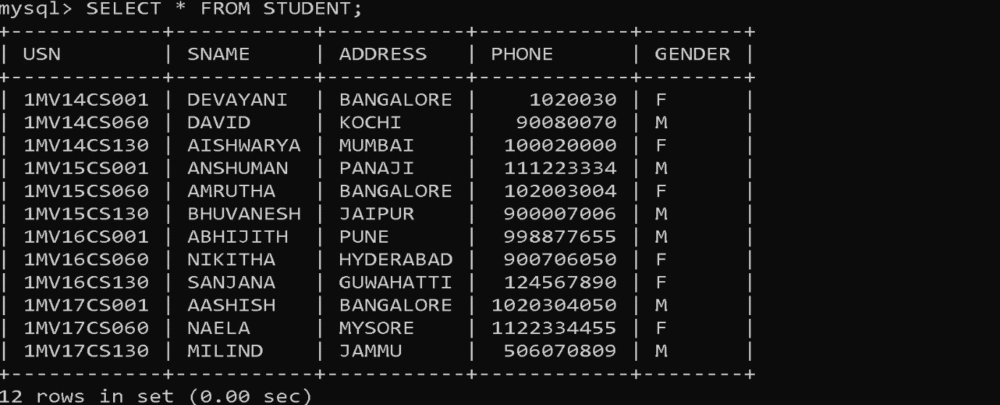 mysql> SELECT * FROM STUDENT;
+------------+-----------+-----------+------------+--------+
| USN        | SNAME     | ADDRESS   | PHONE      | GENDER |
+------------+-----------+-----------+------------+--------+
| 1MV14CS001 | DEVAYANI  | BANGALORE |    1020030 | F      |
| 1MV14CS060 | DAVID     | KOCHI     |   90080070 | M      |
| 1MV14CS130 | AISHWARYA | MUMBAI    |  100020000 | F      |
| 1MV15CS001 | ANSHUMAN  | PANAJI    |  111223334 | M      |
| 1MV15CS060 | AMRUTHA   | BANGALORE |  102003004 | F      |
| 1MV15CS130 | BHUVANESH | JAIPUR    |  900007006 | M      |
| 1MV16CS001 | ABHIJITH  | PUNE      |  998877655 | M      |
| 1MV16CS060 | NIKITHA   | HYDERABAD |  900706050 | F      |
| 1MV16CS130 | SANJANA   | GUWAHATTI |  124567890 | F      |
| 1MV17CS001 | AASHISH   | BANGALORE | 1020304050 | M      |
| 1MV17CS060 | NAELA     | MYSORE    | 1122334455 | F      |
| 1MV17CS130 | MILIND    | JAMMU     |  506070809 | M      |
+------------+-----------+-----------+------------+--------+
12 rows in set (0.00 sec)